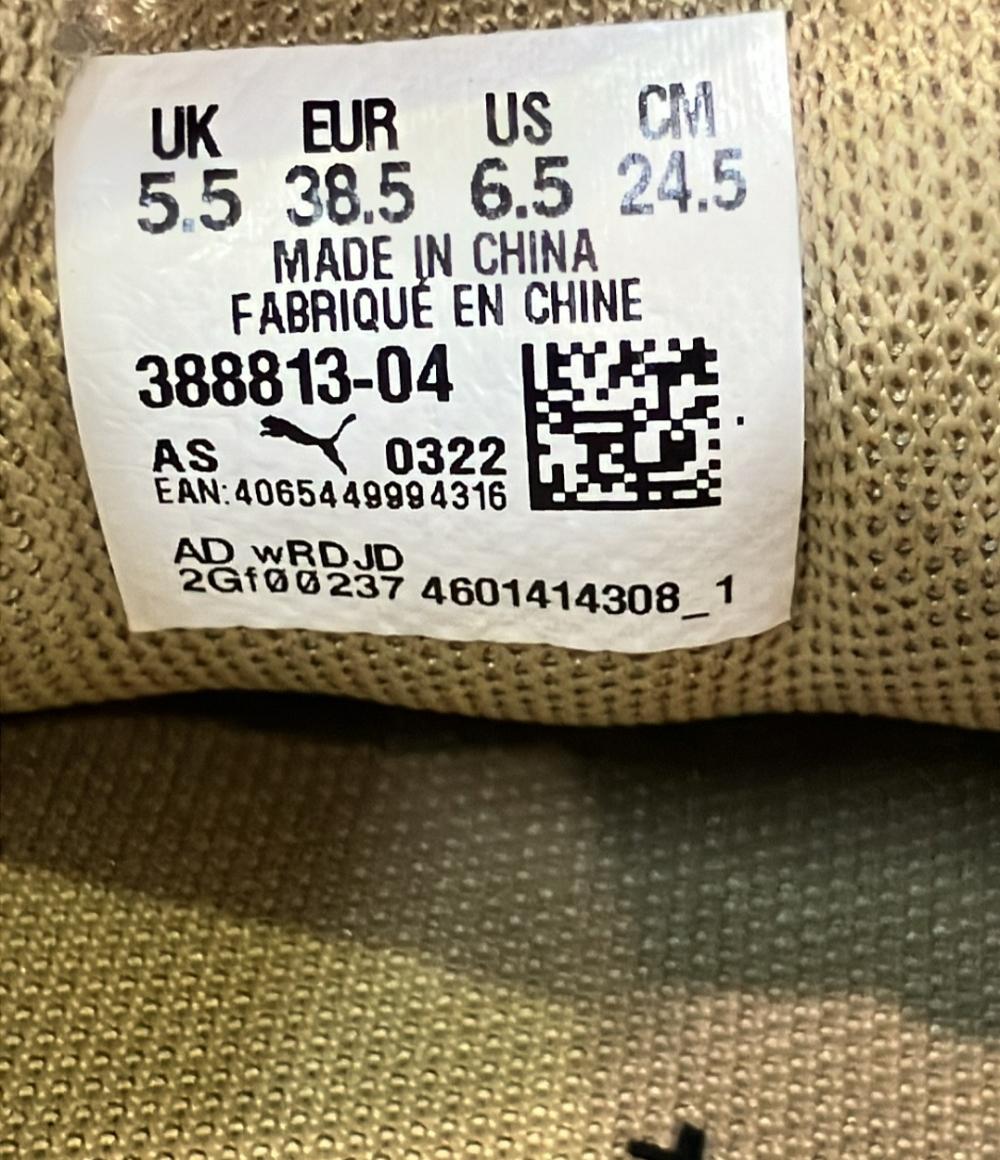 UK EUR US CM
5.5 38.5 6.5 24.5
MADE IN CHINA
FABRIQUÉ EN CHINE
388813-04
AS 0322
EAN:4065449994316
AD wRDJD
2Gf00237 4601414308_1